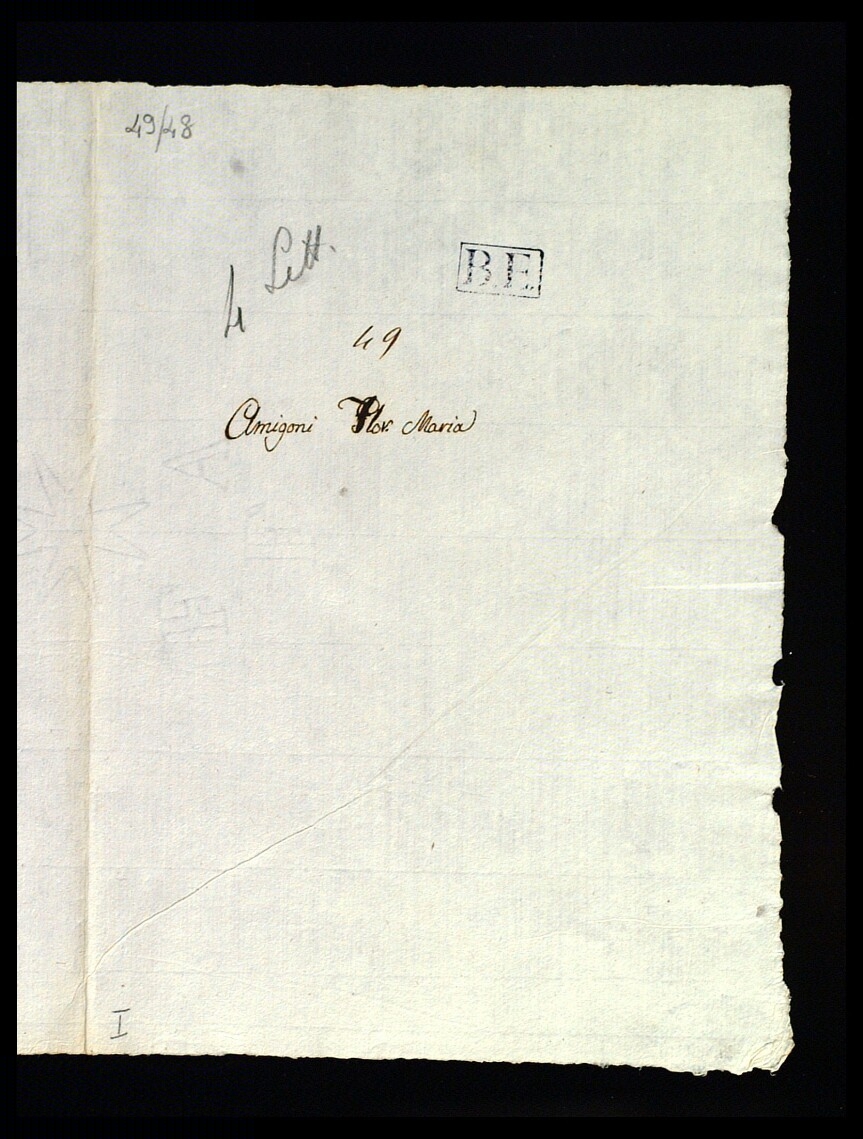 49/48
4 Lett.
B.E.
49
Amigoni Flor. Maria
I